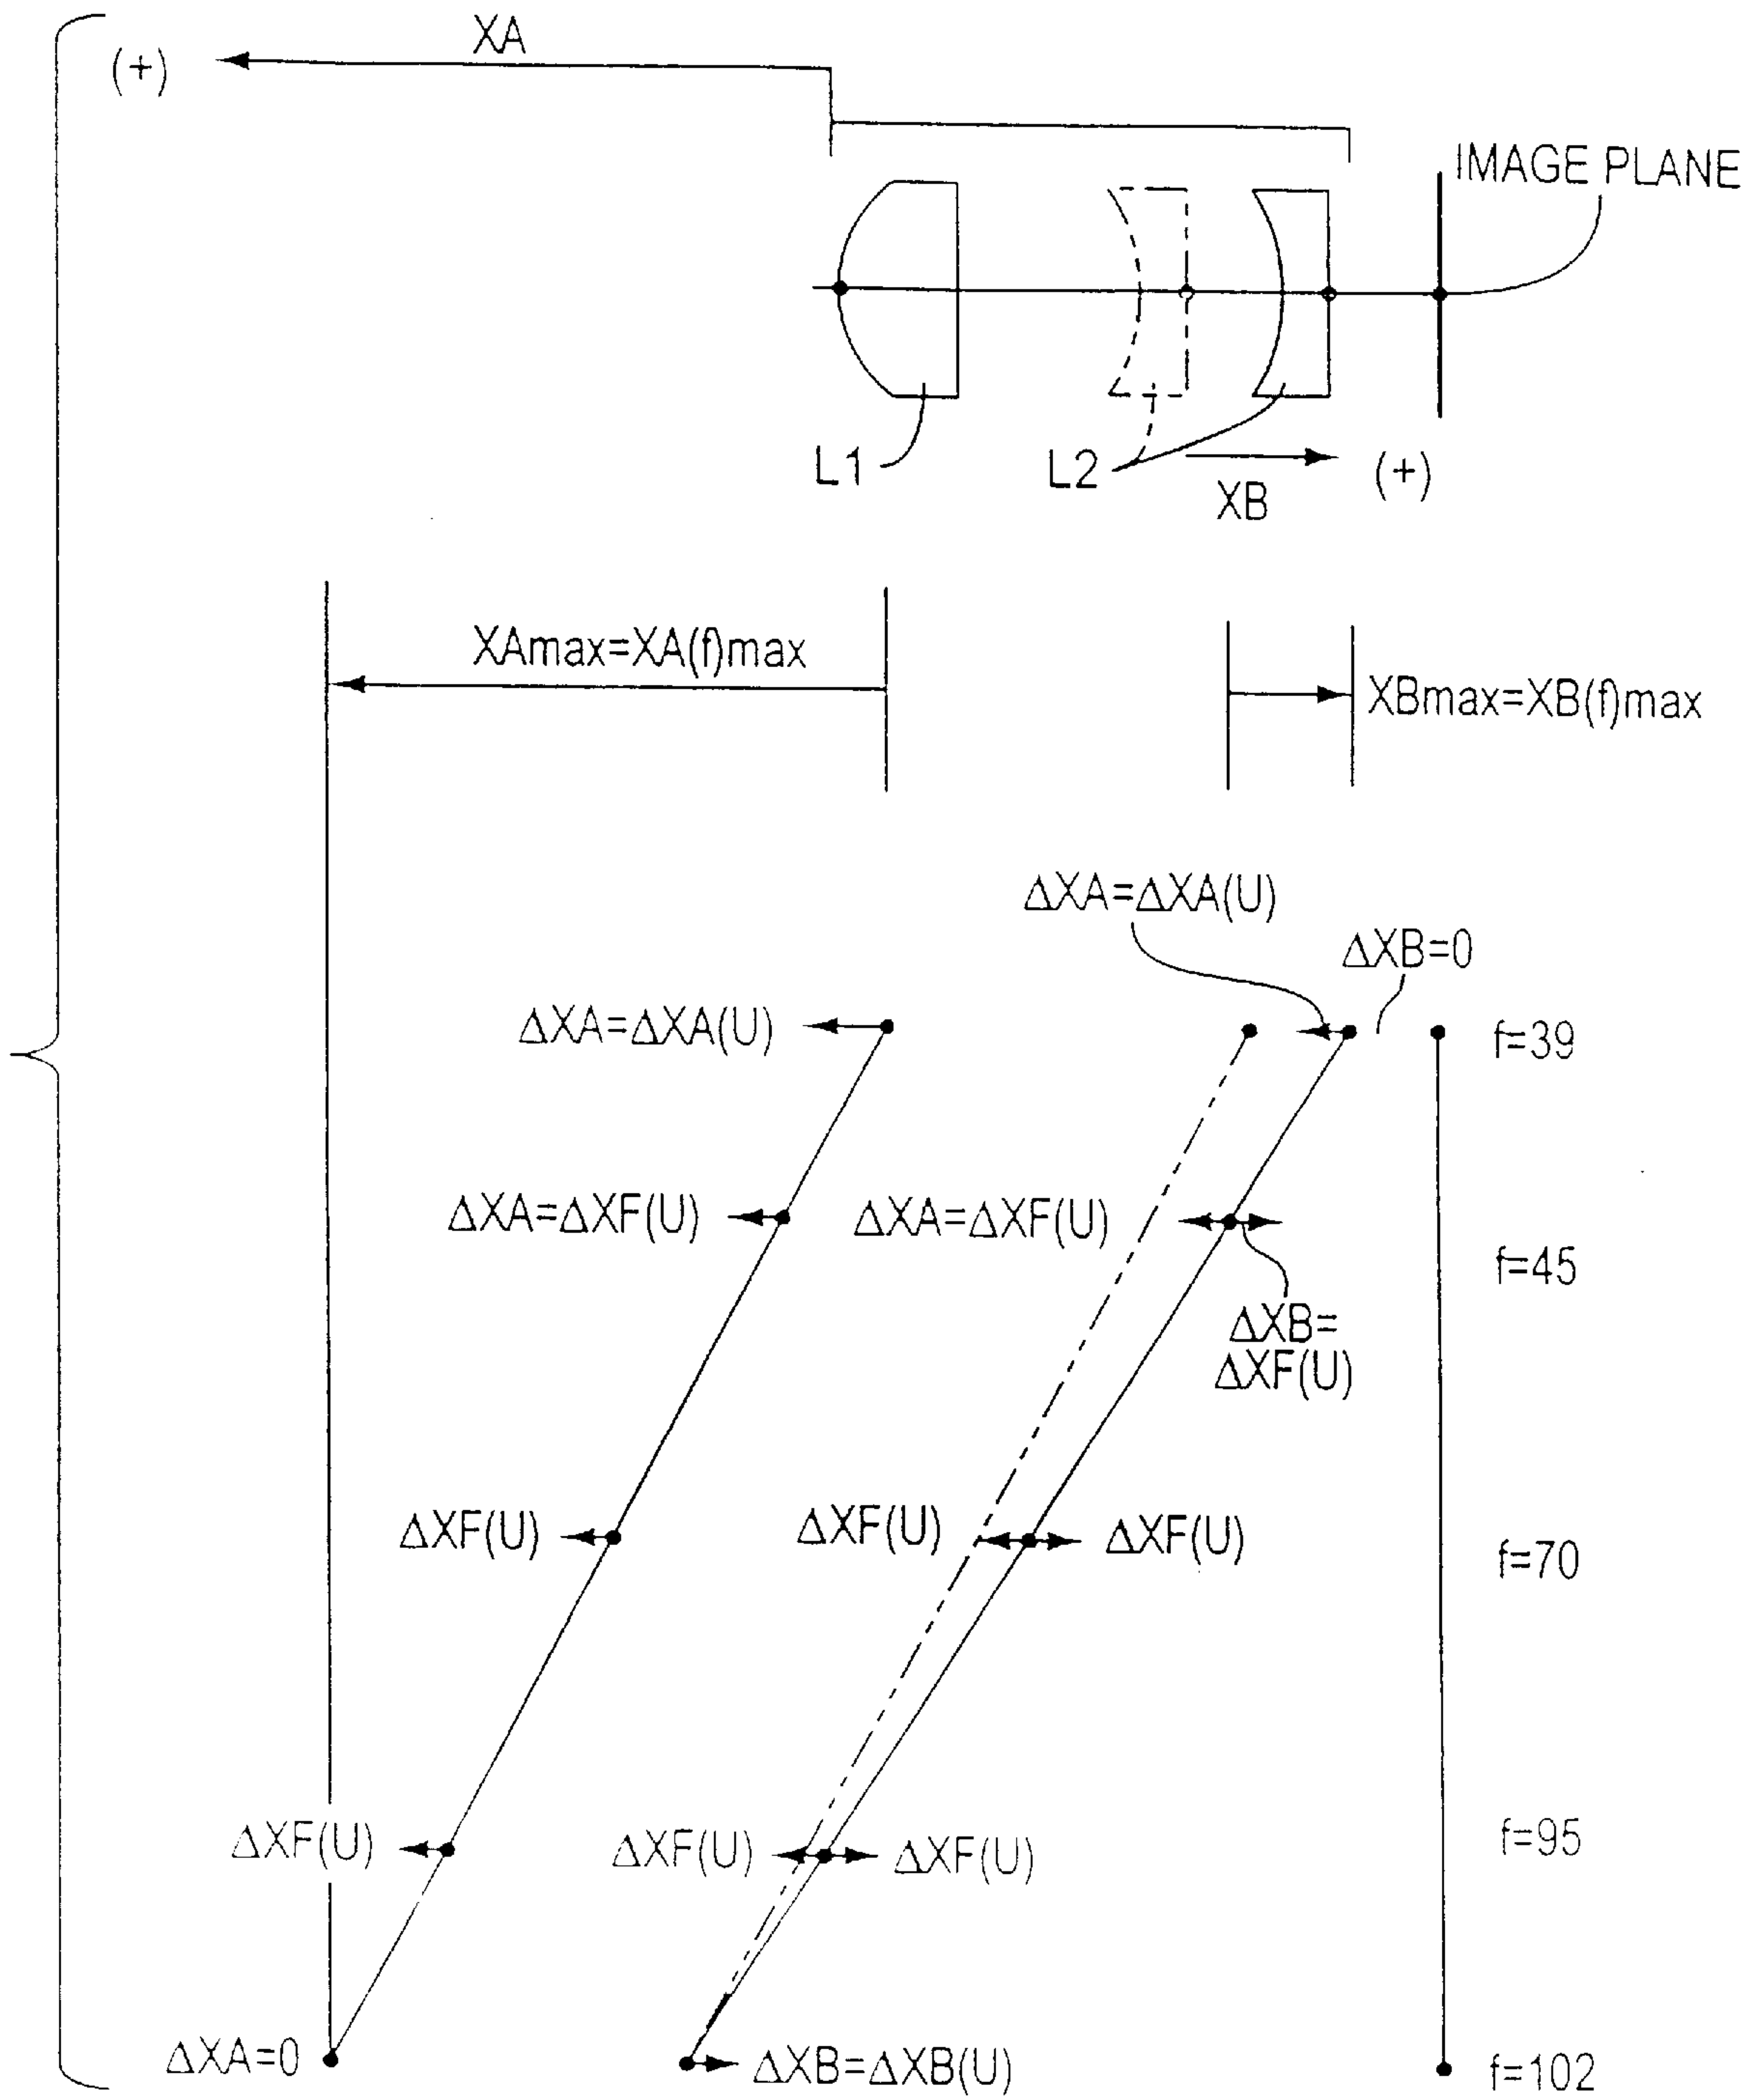 XA
(+)
IMAGE PLANE
L1
L2
(+)
XB
XAmax=XA(f)max
XBmax=XB(f)max
ΔXA=ΔXA(U)
ΔXB=0
ΔXA=ΔXA(U)
f=39
ΔXA=ΔXF(U)
ΔXA=ΔXF(U)
f=45
ΔXB=
ΔXF(U)
ΔXF(U)
ΔXF(U)
ΔXF(U)
f=70
ΔXF(U)
ΔXF(U)
ΔXF(U)
f=95
ΔXA=0
ΔXB=ΔXB(U)
f=102